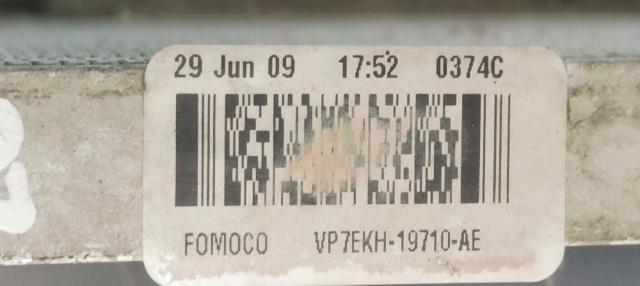 29 Jun 09 17:52 0374C
FOMOCO VP7EKH-19710-AE